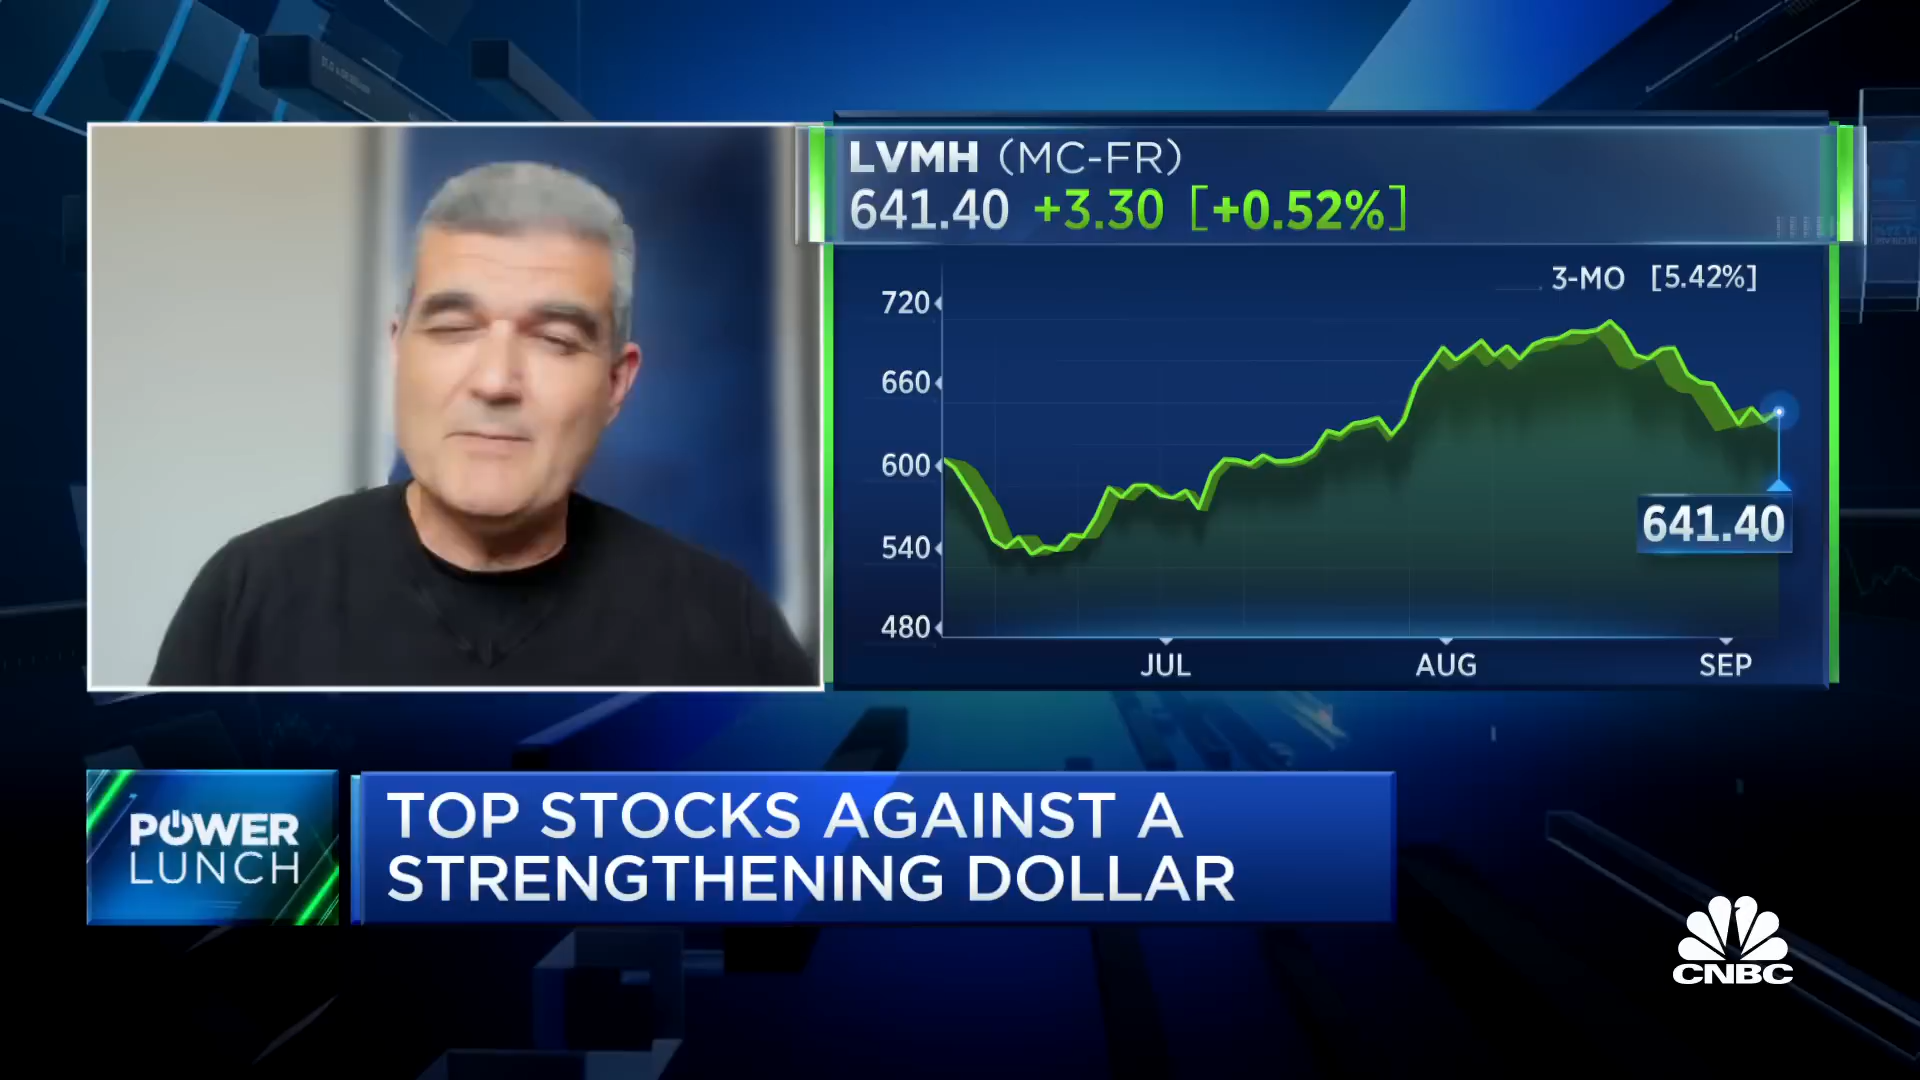 LVMH (MC-FR)
641.40 +3.30 [+0.52%]
3-MO [5.42%]
720
660
600
540
480
641.40
JUL AUG SEP
POWER
LUNCH
TOP STOCKS AGAINST A
STRENGTHENING DOLLAR
CNBC